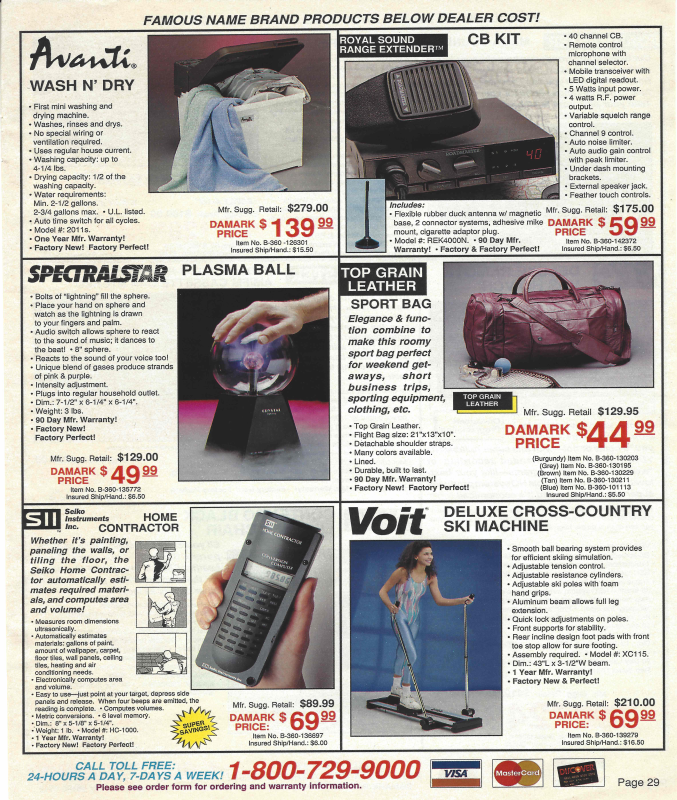 FAMOUS NAME BRAND PRODUCTS BELOW DEALER COST!
Avanti®
WASH N' DRY
• First mini washing and
drying machine.
• Washes, rinses and drys.
• No special wiring or
ventilation required.
• Uses regular house current.
• Washing capacity: up to
4-1/4 lbs.
• Drying capacity: 1/2 of the
washing capacity.
• Water requirements:
Min. 2-1/2 gallons.
2-3/4 gallons max. • U.L. listed.
• Auto time switch for all cycles.
• Model #: 2011s.
• One Year Mfr. Warranty!
• Factory New! Factory Perfect!
Mfr. Sugg. Retail: $279.00
DAMARK PRICE $139.99
Item No. B-360-126301
Insured Ship/Hand.: $15.50
ROYAL SOUND
RANGE EXTENDER™
CB KIT
• 40 channel CB.
• Remote control
microphone with
channel selector.
• Mobile transceiver with
LED digital readout.
• 5 Watts input power.
• 4 watts R.F. power
output.
• Variable squelch range
control.
• Channel 9 control.
• Auto noise limiter.
• Auto audio gain control
with peak limiter.
• Under dash mounting
brackets.
• External speaker jack.
• Feather touch controls.
40
Includes:
• Flexible rubber duck antenna w/ magnetic
base, 2 connector systems, adhesive mike
mount, cigarette adaptor plug.
• Model #: REK4000N. • 90 Day Mfr.
Warranty! • Factory & Factory Perfect!
Mfr. Sugg. Retail: $175.00
DAMARK PRICE $59.99
Item No. B-360-142372
Insured Ship/Hand.: $6.50
SPECTRALSTAR
PLASMA BALL
• Bolts of "lightning" fill the sphere.
• Place your hand on sphere and
watch as the lightning is drawn
to your fingers and palm.
• Audio switch allows sphere to react
to the sound of music; it dances to
the beat! • 8" sphere.
• Reacts to the sound of your voice too!
• Unique blend of gases produce strands
of pink & purple.
• Intensity adjustment.
• Plugs into regular household outlet.
• Dim.: 7-1/2" x 6-1/4" x 6-1/4".
• Weight: 3 lbs.
• 90 Day Mfr. Warranty!
• Factory New!
Factory Perfect!
Mfr. Sugg. Retail: $129.00
DAMARK PRICE $49.99
Item No. B-360-135772
Insured Ship/Hand.: $6.50
TOP GRAIN
LEATHER
SPORT BAG
Elegance & func-
tion combine to
make this roomy
sport bag perfect
for weekend get-
aways, short
business trips,
sporting equipment,
clothing, etc.
• Top Grain Leather.
• Flight Bag size: 21"x13"x10".
• Detachable shoulder straps.
• Many colors available.
• Lined.
• Durable, built to last.
• 90 Day Mfr. Warranty!
• Factory New! Factory Perfect!
TOP GRAIN
LEATHER
Mfr. Sugg. Retail $129.95
DAMARK PRICE $44.99
(Burgundy) Item No. B-360-130203
(Grey) Item No. B-360-130195
(Brown) Item No. B-360-130229
(Tan) Item No. B-360-130211
(Blue) Item No. B-360-101113
Insured Ship/Hand.: $5.50
SII Seiko
Instruments
Inc.
HOME
CONTRACTOR
Whether it's painting,
paneling the walls, or
tiling the floor, the
Seiko Home Contrac-
tor automatically esti-
mates required materi-
als, and computes area
and volume!
• Measures room dimensions
ultrasonically.
• Automatically estimates
materials: gallons of paint,
amount of wallpaper, carpet,
floor tiles, wall panels, ceiling
tiles, heating and air
conditioning needs.
• Electronically computes area
and volume.
• Easy to use—just point at your target, depress side
panels and release. When four beeps are emitted, the
reading is complete. • Computes volumes.
• Metric conversions. • 6 level memory.
• Dim.: 8" x 5-1/8" x 5-1/4".
• Weight: 1 lb. • Model #: HC-1000.
• 1 Year Mfr. Warranty!
• Factory New! Factory Perfect!
HOME CONTRACTOR
SUPER
SAVINGS!
Mfr. Sugg. Retail: $89.99
DAMARK PRICE: $69.99
Item No. B-360-136697
Insured Ship/Hand.: $6.00
Voit®
DELUXE CROSS-COUNTRY
SKI MACHINE
• Smooth ball bearing system provides
for efficient skiing simulation.
• Adjustable tension control.
• Adjustable resistance cylinders.
• Adjustable ski poles with foam
hand grips.
• Aluminum beam allows full leg
extension.
• Quick lock adjustments on poles.
• Front supports for stability.
• Rear incline design foot pads with front
toe stop allow for sure footing.
• Assembly required. • Model #: XC115.
• Dim.: 43"L x 3-1/2"W beam.
• 1 Year Mfr. Warranty!
• Factory New & Perfect!
Mfr. Sugg. Retail: $210.00
DAMARK PRICE: $69.99
Item No. B-360-139279
Insured Ship/Hand.: $16.50
CALL TOLL FREE:
24-HOURS A DAY, 7-DAYS A WEEK! 1-800-729-9000
Please see order form for ordering and warranty information.
VISA
MasterCard
DISCOVER
Page 29